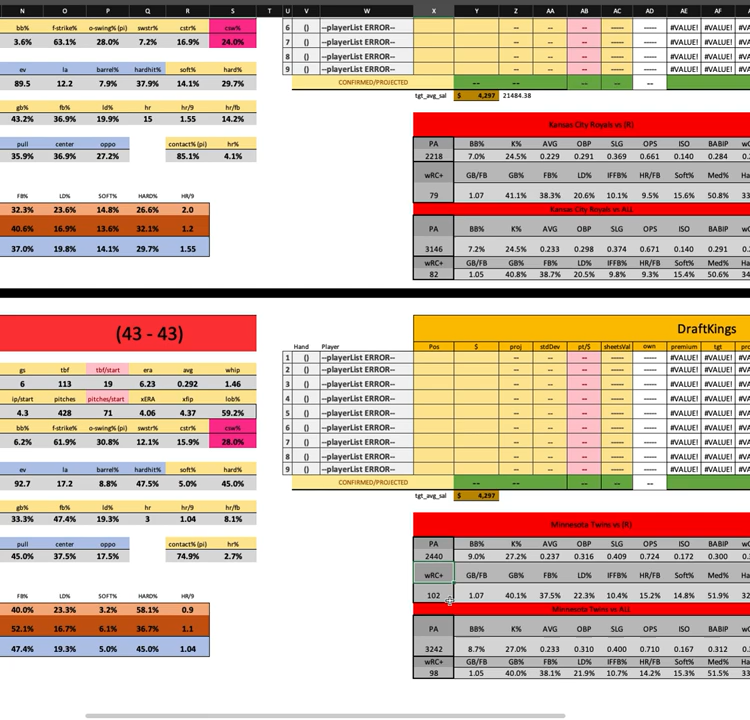 N O P Q R S U V W X Y Z AA AB AC AD AE AF
bb% f-strike% o-swing% (pi) swstr% cstr% csw%
3.6% 63.1% 28.0% 7.2% 16.9% 24.0%
ev la barrel% hardhit% soft% hard%
89.5 12.2 7.9% 37.9% 14.1% 29.7%
gb% fb% ld% hr hr/9 hr/fb
43.2% 36.9% 19.9% 15 1.55 14.2%
pull center oppo contact% (pi) hr%
35.9% 36.9% 27.2% 85.1% 4.1%
FB% LD% SOFT% HARD% HR/9
32.3% 23.6% 14.8% 26.6% 2.0
40.6% 16.9% 13.6% 32.1% 1.2
37.0% 19.8% 14.1% 29.7% 1.55
6 () --playerList ERROR-- -- -- ----- ----- #VALUE! #VALUE!
7 () --playerList ERROR-- -- -- ----- ----- #VALUE! #VALUE!
8 () --playerList ERROR-- -- -- ----- ----- #VALUE! #VALUE!
9 () --playerList ERROR-- -- -- ----- ----- #VALUE! #VALUE!
CONFIRMED/PROJECTED -- -- -- -- --
tgt_avg_sal $ 4,297 21484.38
Kansas City Royals vs (R)
PA BB% K% AVG OBP SLG OPS ISO BABIP
2218 7.0% 24.5% 0.229 0.291 0.369 0.661 0.140 0.284
wRC+ GB/FB GB% FB% LD% IFFB% HR/FB Soft% Med%
79 1.07 41.1% 38.3% 20.6% 10.1% 9.5% 15.6% 50.8%
Kansas City Royals vs ALL
PA BB% K% AVG OBP SLG OPS ISO BABIP
3146 7.2% 24.5% 0.233 0.298 0.374 0.671 0.140 0.291
wRC+ GB/FB GB% FB% LD% IFFB% HR/FB Soft% Med%
82 1.05 40.8% 38.7% 20.5% 9.8% 9.3% 15.4% 50.6%
(43 - 43)
gs tbf tbf/start era avg whip
6 113 19 6.23 0.292 1.46
ip/start pitches pitches/start xERA xfip lob%
4.3 428 71 4.06 4.37 59.2%
bb% f-strike% o-swing% (pi) swstr% cstr% csw%
6.2% 61.9% 30.8% 12.1% 15.9% 28.0%
ev la barrel% hardhit% soft% hard%
92.7 17.2 8.8% 47.5% 5.0% 45.0%
gb% fb% ld% hr hr/9 hr/fb
33.3% 47.4% 19.3% 3 1.04 8.1%
pull center oppo contact% (pi) hr%
45.0% 37.5% 17.5% 74.9% 2.7%
FB% LD% SOFT% HARD% HR/9
40.0% 23.3% 3.2% 58.1% 0.9
52.1% 16.7% 6.1% 36.7% 1.1
47.4% 19.3% 5.0% 45.0% 1.04
DraftKings
Hand Player Pos $ proj stdDev pt/$ sheetsVal own premium tgt
1 () --playerList ERROR-- -- -- ----- ----- #VALUE! #VALUE!
2 () --playerList ERROR-- -- -- ----- ----- #VALUE! #VALUE!
3 () --playerList ERROR-- -- -- ----- ----- #VALUE! #VALUE!
4 () --playerList ERROR-- -- -- ----- ----- #VALUE! #VALUE!
5 () --playerList ERROR-- -- -- ----- ----- #VALUE! #VALUE!
6 () --playerList ERROR-- -- -- ----- ----- #VALUE! #VALUE!
7 () --playerList ERROR-- -- -- ----- ----- #VALUE! #VALUE!
8 () --playerList ERROR-- -- -- ----- ----- #VALUE! #VALUE!
9 () --playerList ERROR-- -- -- ----- ----- #VALUE! #VALUE!
CONFIRMED/PROJECTED -- -- -- -- --
tgt_avg_sal $ 4,297
Minnesota Twins vs (R)
PA BB% K% AVG OBP SLG OPS ISO BABIP
2440 9.0% 27.2% 0.237 0.316 0.409 0.724 0.172 0.300
wRC+ GB/FB GB% FB% LD% IFFB% HR/FB Soft% Med%
102 1.07 40.1% 37.5% 22.3% 10.4% 15.2% 14.8% 51.9%
Minnesota Twins vs ALL
PA BB% K% AVG OBP SLG OPS ISO BABIP
3242 8.7% 27.0% 0.233 0.310 0.400 0.710 0.167 0.291
wRC+ GB/FB GB% FB% LD% IFFB% HR/FB Soft% Med%
98 1.05 40.0% 38.1% 21.9% 10.7% 14.2% 15.3% 51.5%